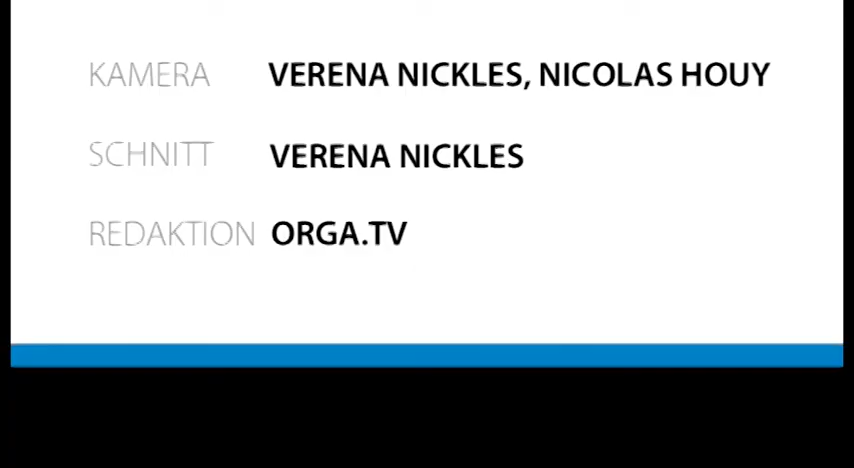 KAMERA VERENA NICKLES, NICOLAS HOUY
SCHNITT VERENA NICKLES
REDAKTION ORGA.TV